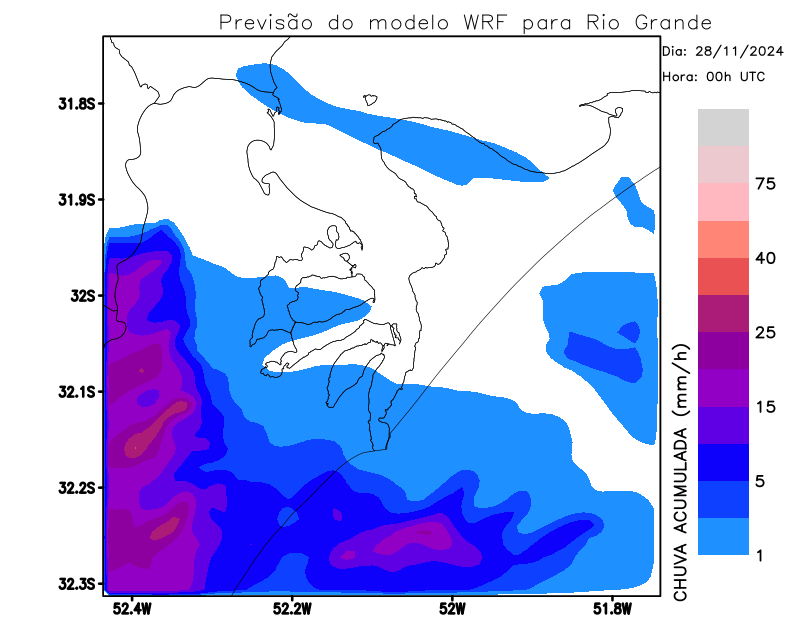 Previsão do modelo WRF para Rio Grande
Dia: 28/11/2024
Hora: 00h UTC
31.8S
31.9S
32S
32.1S
32.2S
32.3S
52.4W
52.2W
52W
51.8W
75
40
25
15
5
1
CHUVA ACUMULADA (mm/h)